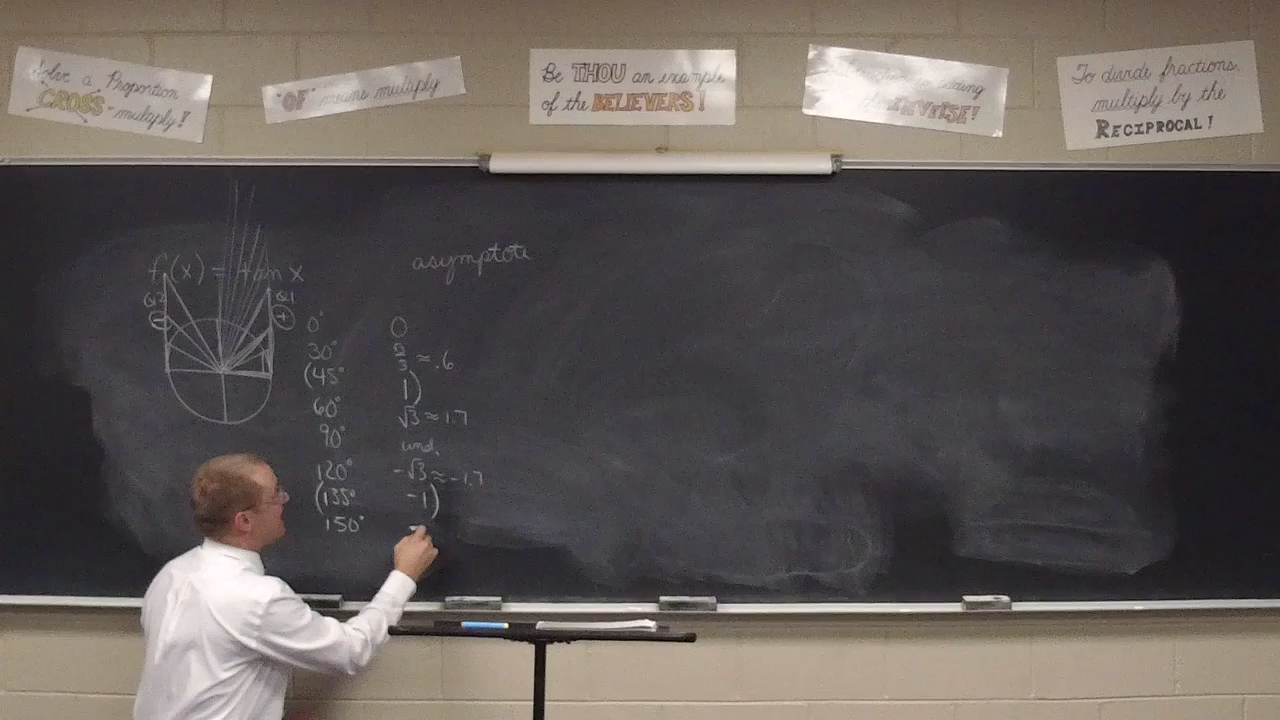 Solve a Proportion
"CROSS" multiply!
"OF" means multiply
Be THOU an example
of the BELIEVERS!
adding
INVERSE!
To divide fractions,
multiply by the
RECIPROCAL!
f(x) = tan x
asymptote
Q2
Q1
−
+
0° 0
30° 3 ≈ .6
(45° 1)
60° √3 ≈ 1.7
90° und.
120° -√3 ≈ -1.7
(135° -1)
150° -